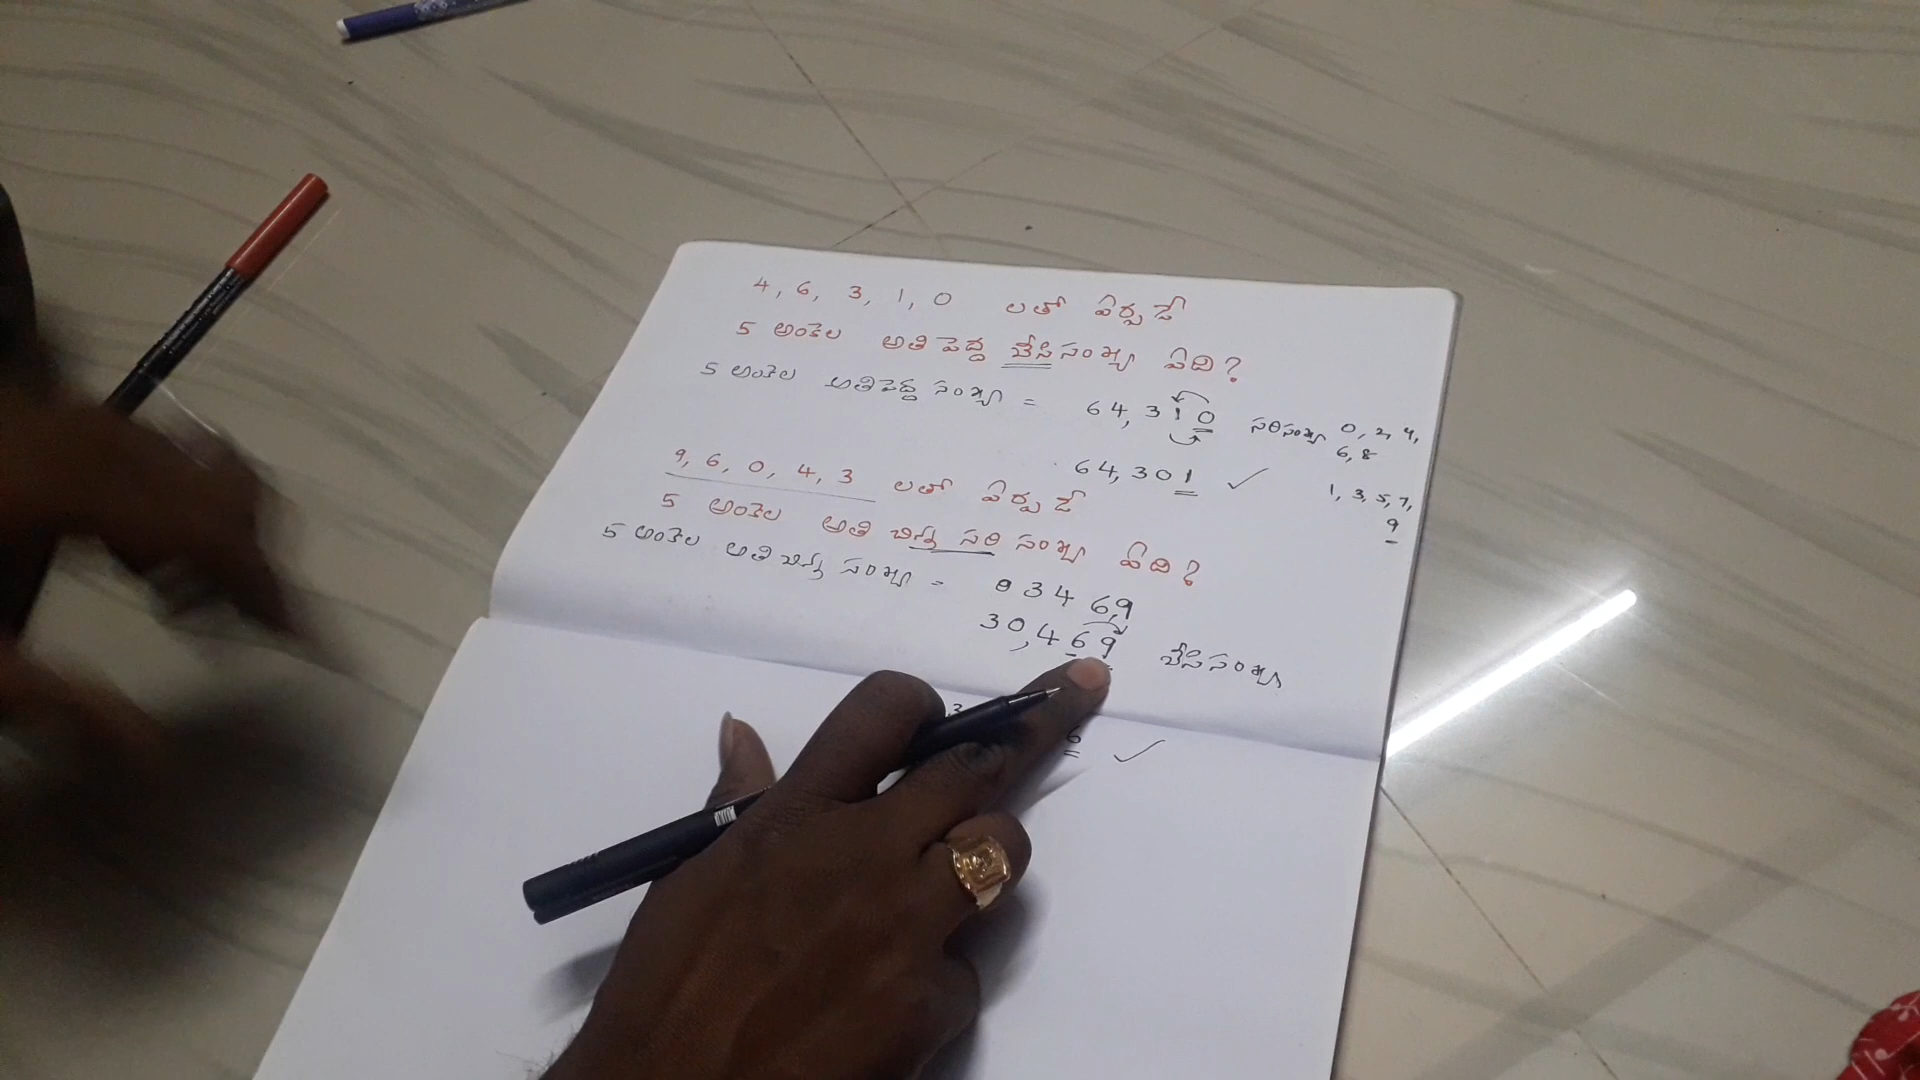 4, 6, 3, 1, 0 లతో ఏర్పడే
5 అంకెల అతి పెద్ద బేసి సంఖ్య ఏది?
5 అంకెల అతిపెద్ద సంఖ్య = 64,310 సరిసంఖ్య 0, 2, 4,
6, 8
64,301 ✓ 1, 3, 5, 7,
9
9, 6, 0, 4, 3 లతో ఏర్పడే
5 అంకెల అతి చిన్న సరి సంఖ్య ఏది?
5 అంకెల అతి చిన్న సంఖ్య = 03469
30,469 బేసి సంఖ్య
3
6 ✓